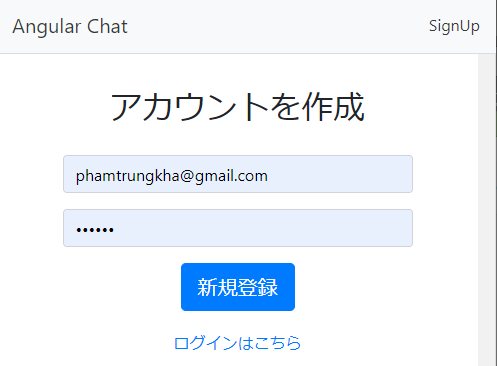 Angular Chat
SignUp
アカウントを作成
phamtrungkha@gmail.com
••••••
新規登録
ログインはこちら